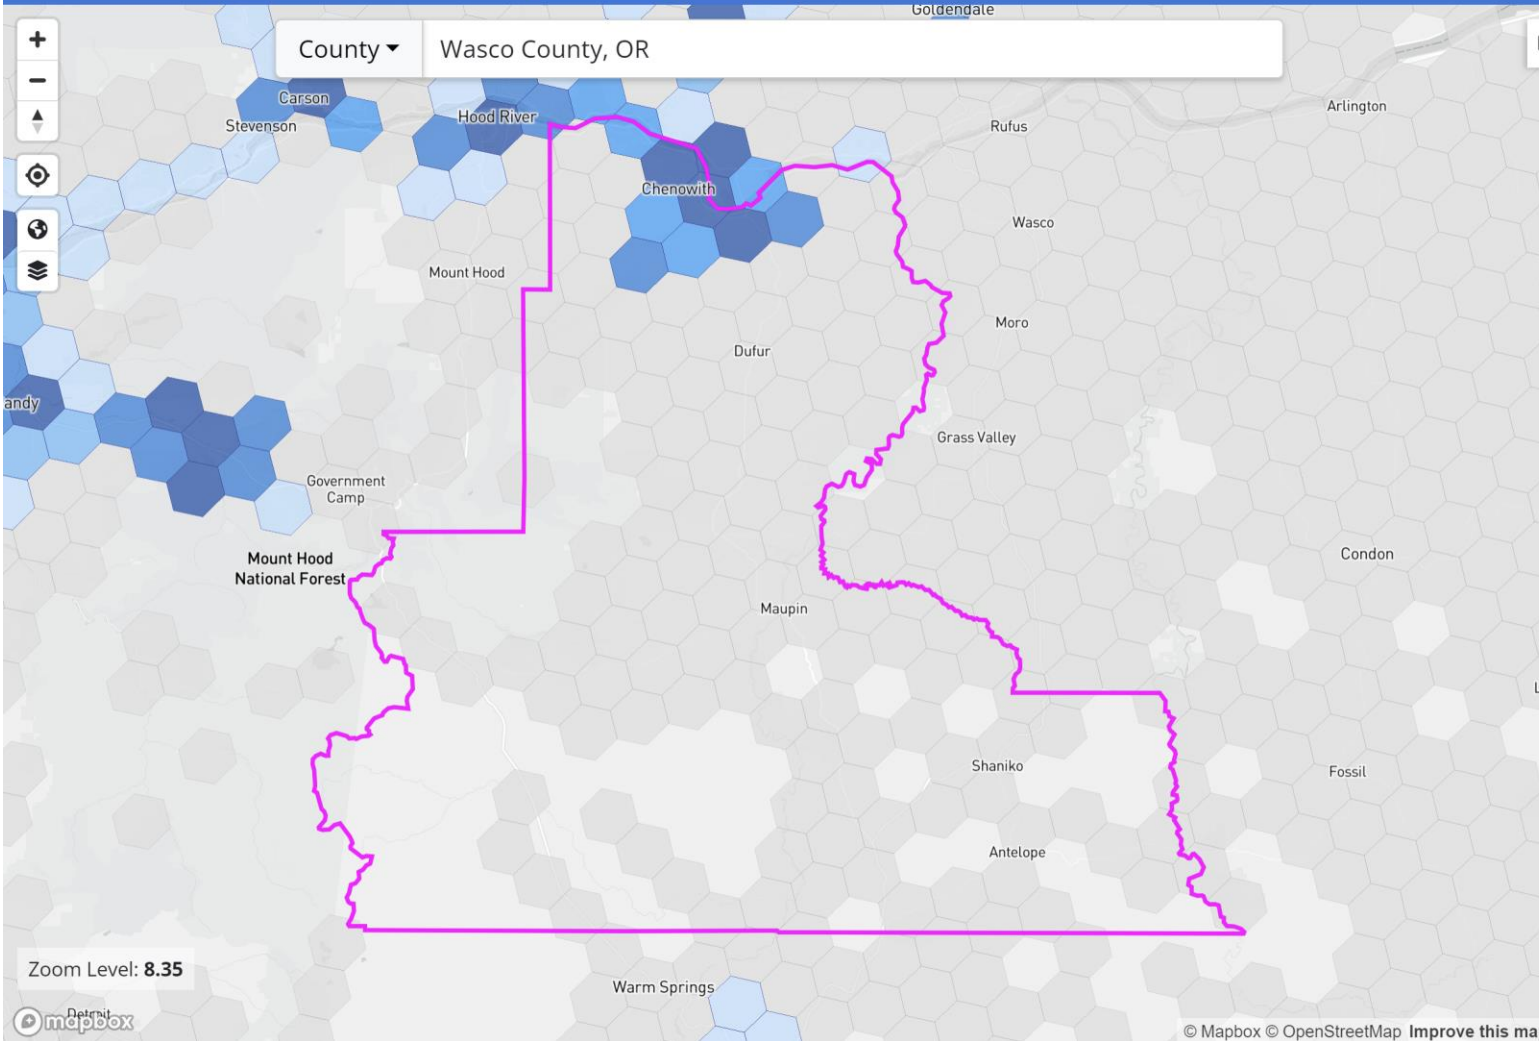 Goldendale
+
County
Wasco County, OR
−
Carson
Stevenson
Hood River
Rufus
Arlington
Chenowith
Wasco
Mount Hood
Moro
Dufur
andy
Grass Valley
Government
Camp
Mount Hood
National Forest
Condon
Maupin
Shaniko
Fossil
Antelope
Zoom Level: 8.35
Warm Springs
Detroit
mapbox
© Mapbox © OpenStreetMap Improve this ma